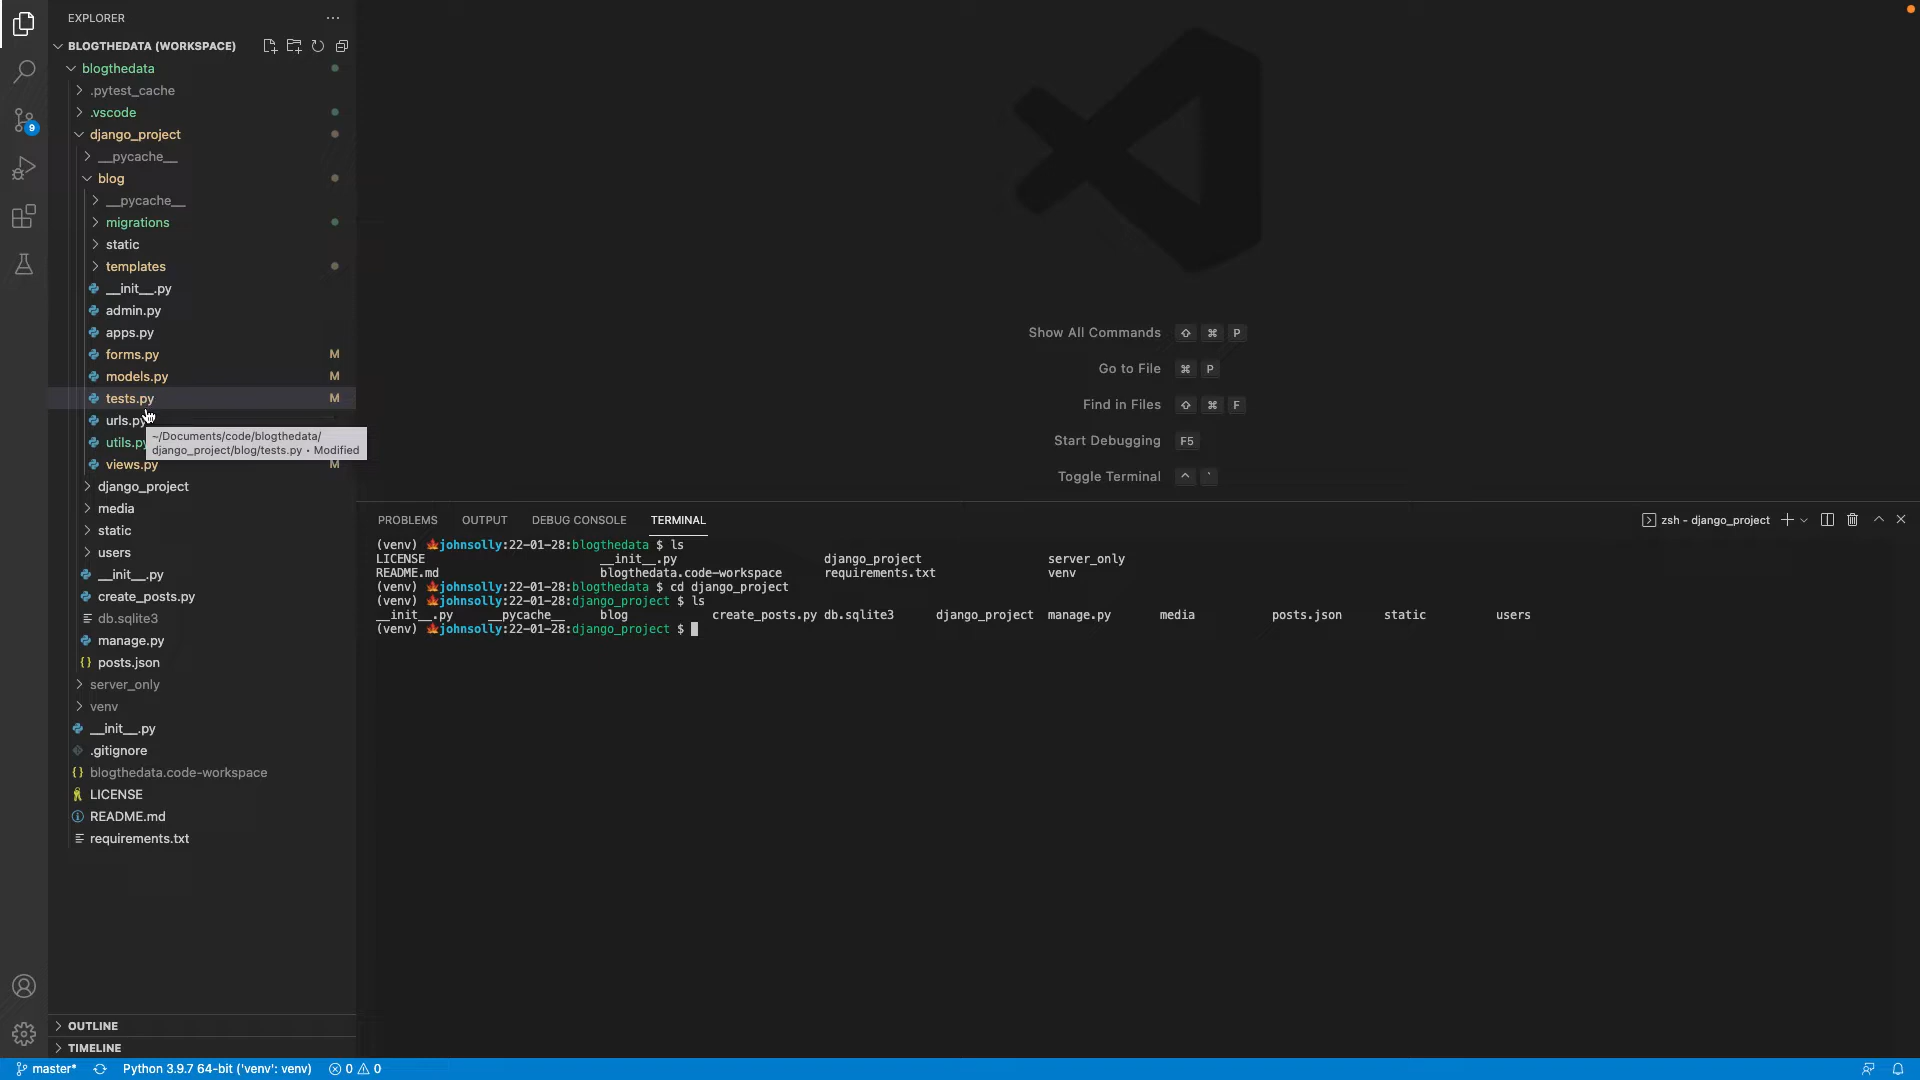 EXPLORER
BLOGTHEDATA (WORKSPACE)
blogthedata
.pytest_cache
.vscode
django_project
__pycache__
blog
__pycache__
migrations
static
templates
__init__.py
admin.py
apps.py
forms.py M
models.py M
tests.py M
urls.py
~/Documents/code/blogthedata/
django_project/blog/tests.py • Modified
utils.py
views.py M
django_project
media
static
users
__init__.py
create_posts.py
db.sqlite3
manage.py
posts.json
server_only
venv
__init__.py
.gitignore
blogthedata.code-workspace
LICENSE
README.md
requirements.txt
OUTLINE
TIMELINE
9
Show All Commands ⇧ ⌘ P
Go to File ⌘ P
Find in Files ⇧ ⌘ F
Start Debugging F5
Toggle Terminal ^ `
PROBLEMS OUTPUT DEBUG CONSOLE TERMINAL
zsh - django_project
(venv) 🍁johnsolly:22-01-28:blogthedata $ ls
LICENSE __init__.py django_project server_only
README.md blogthedata.code-workspace requirements.txt venv
(venv) 🍁johnsolly:22-01-28:blogthedata $ cd django_project
(venv) 🍁johnsolly:22-01-28:django_project $ ls
__init__.py __pycache__ blog create_posts.py db.sqlite3 django_project manage.py media posts.json static users
(venv) 🍁johnsolly:22-01-28:django_project $
master* Python 3.9.7 64-bit ('venv': venv) 0 0